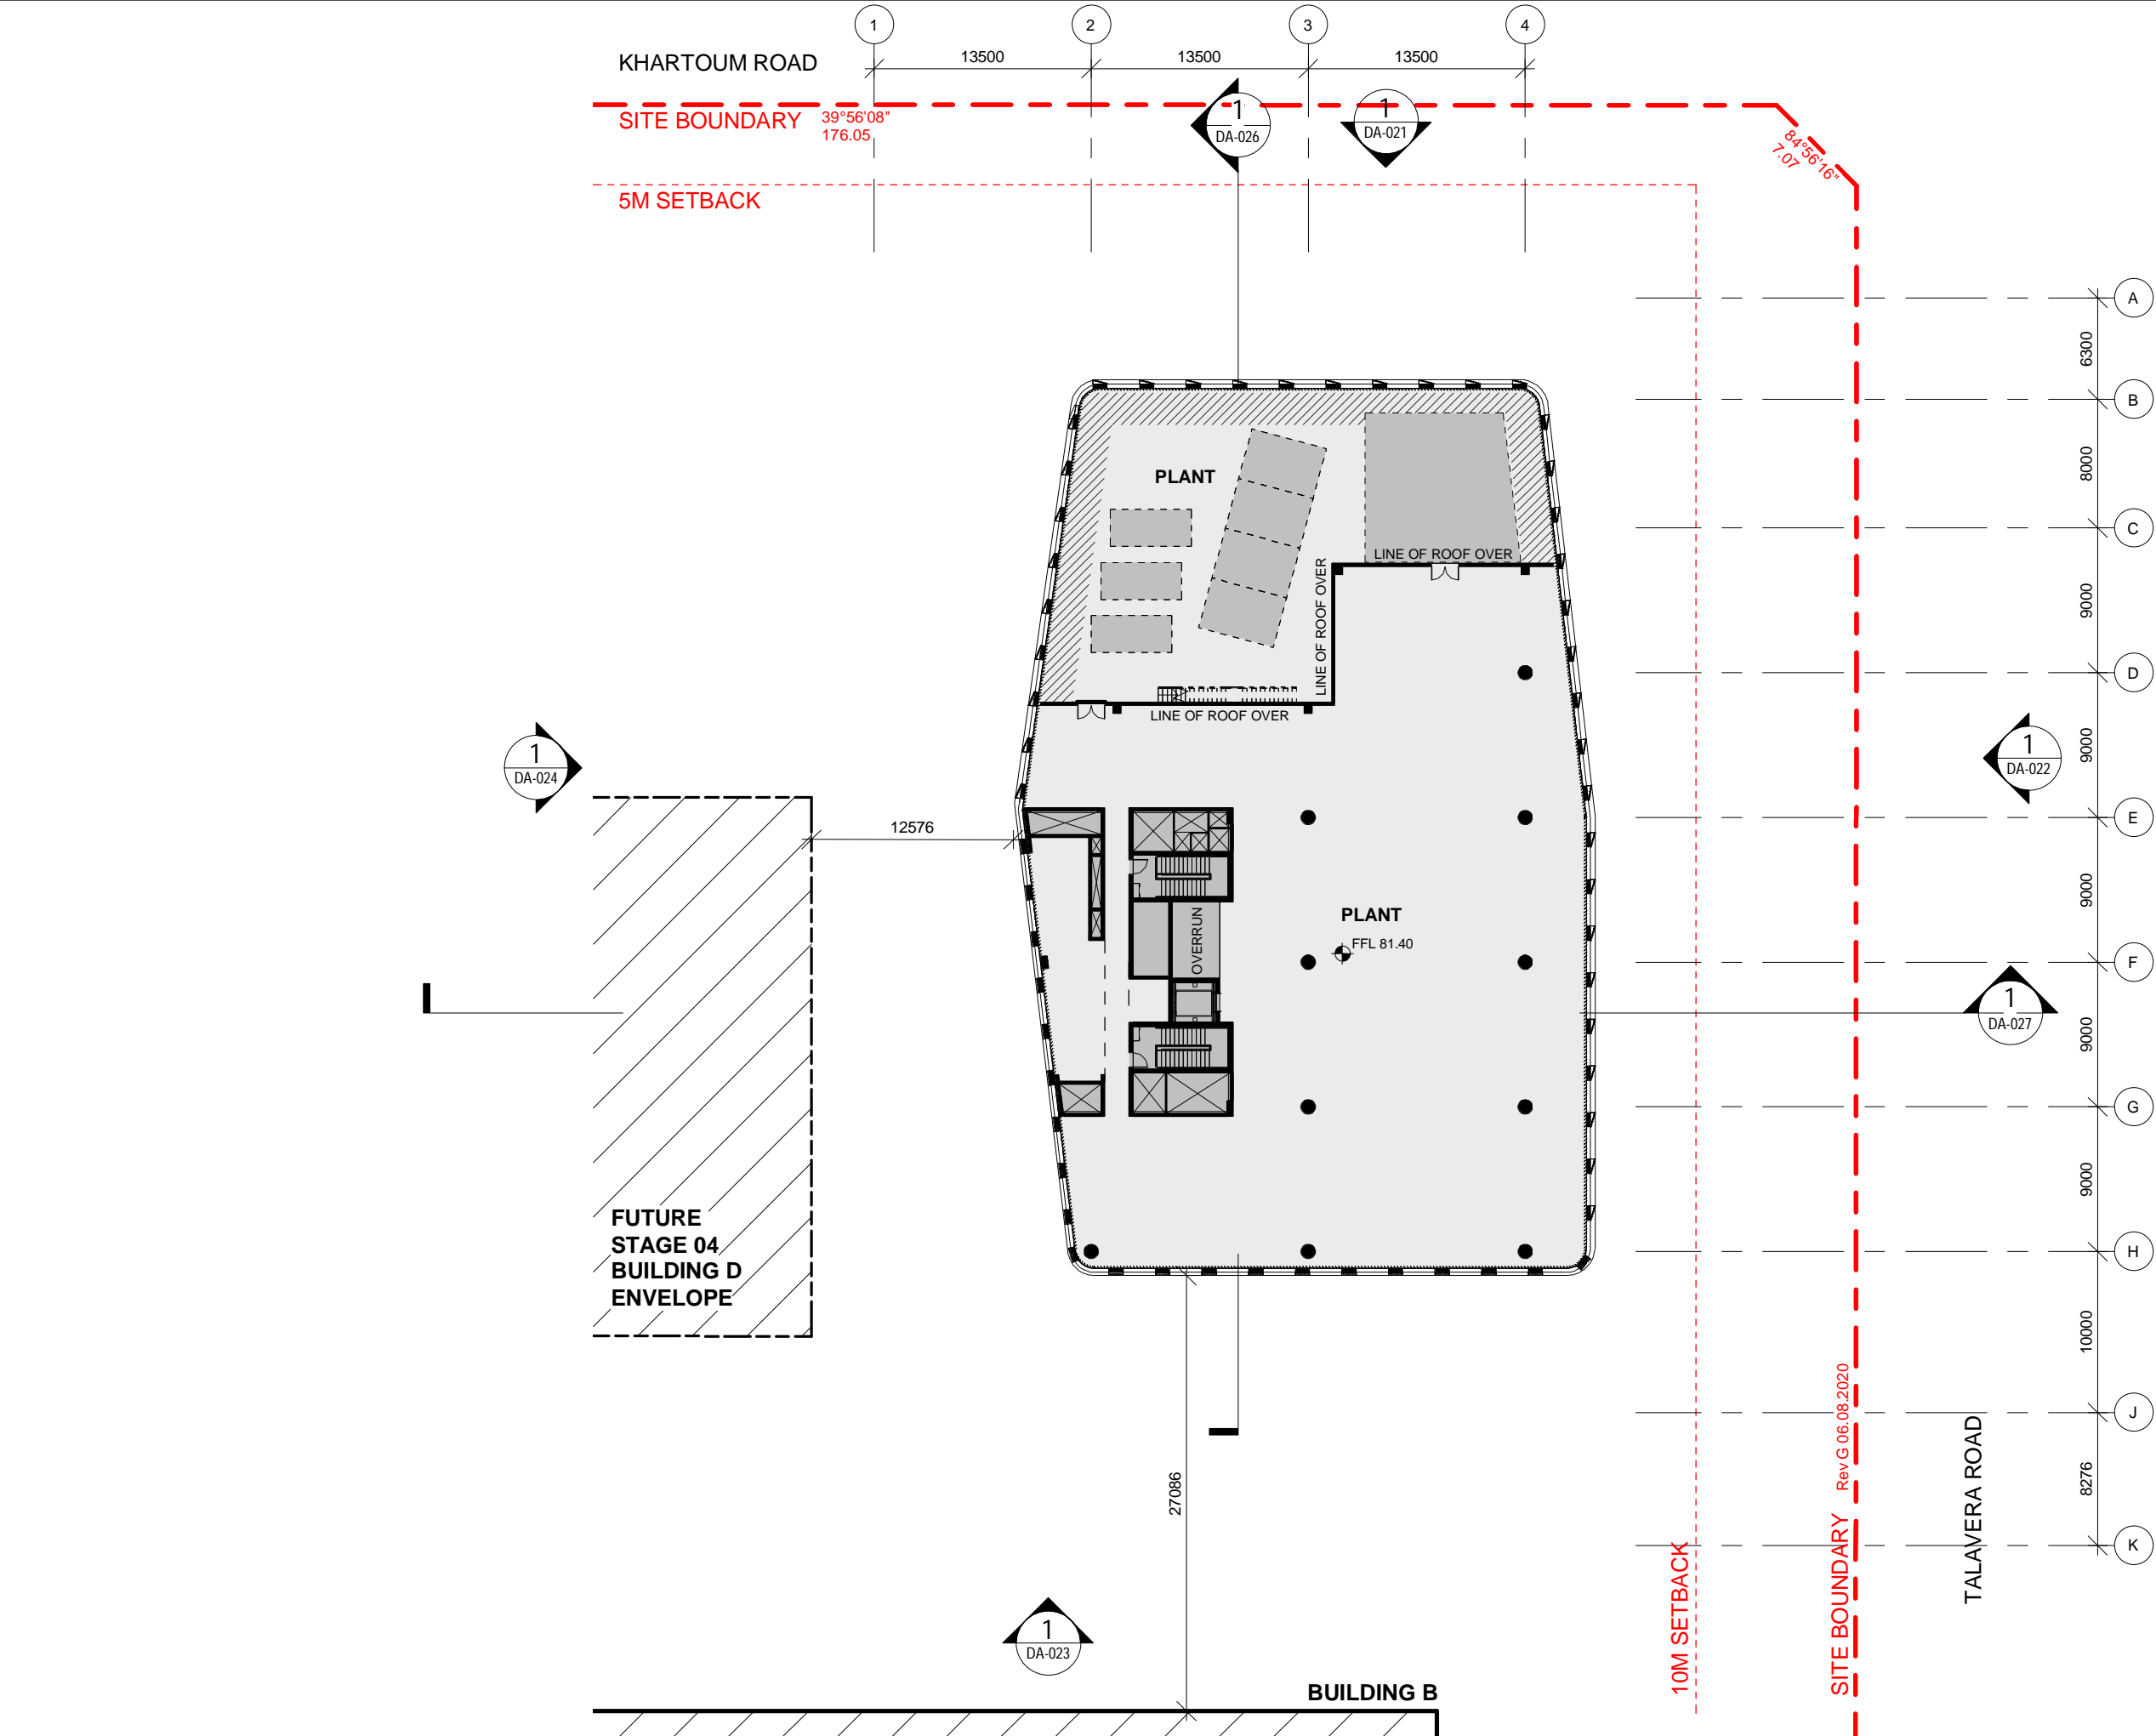 1
2
3
4
13500
13500
13500
KHARTOUM ROAD
SITE BOUNDARY
39°56'08"
176.05
1
DA-026
1
DA-021
84°56'16"
7.07
5M SETBACK
A
6300
B
8000
C
9000
D
9000
E
9000
F
9000
G
9000
H
10000
J
8276
K
PLANT
LINE OF ROOF OVER
LINE OF ROOF OVER
LINE OF ROOF OVER
1
DA-024
1
DA-022
12576
OVERRUN
PLANT
FFL 81.40
1
DA-027
FUTURE
STAGE 04
BUILDING D
ENVELOPE
27086
Rev G 06.08.2020
SITE BOUNDARY
10M SETBACK
TALAVERA ROAD
1
DA-023
BUILDING B